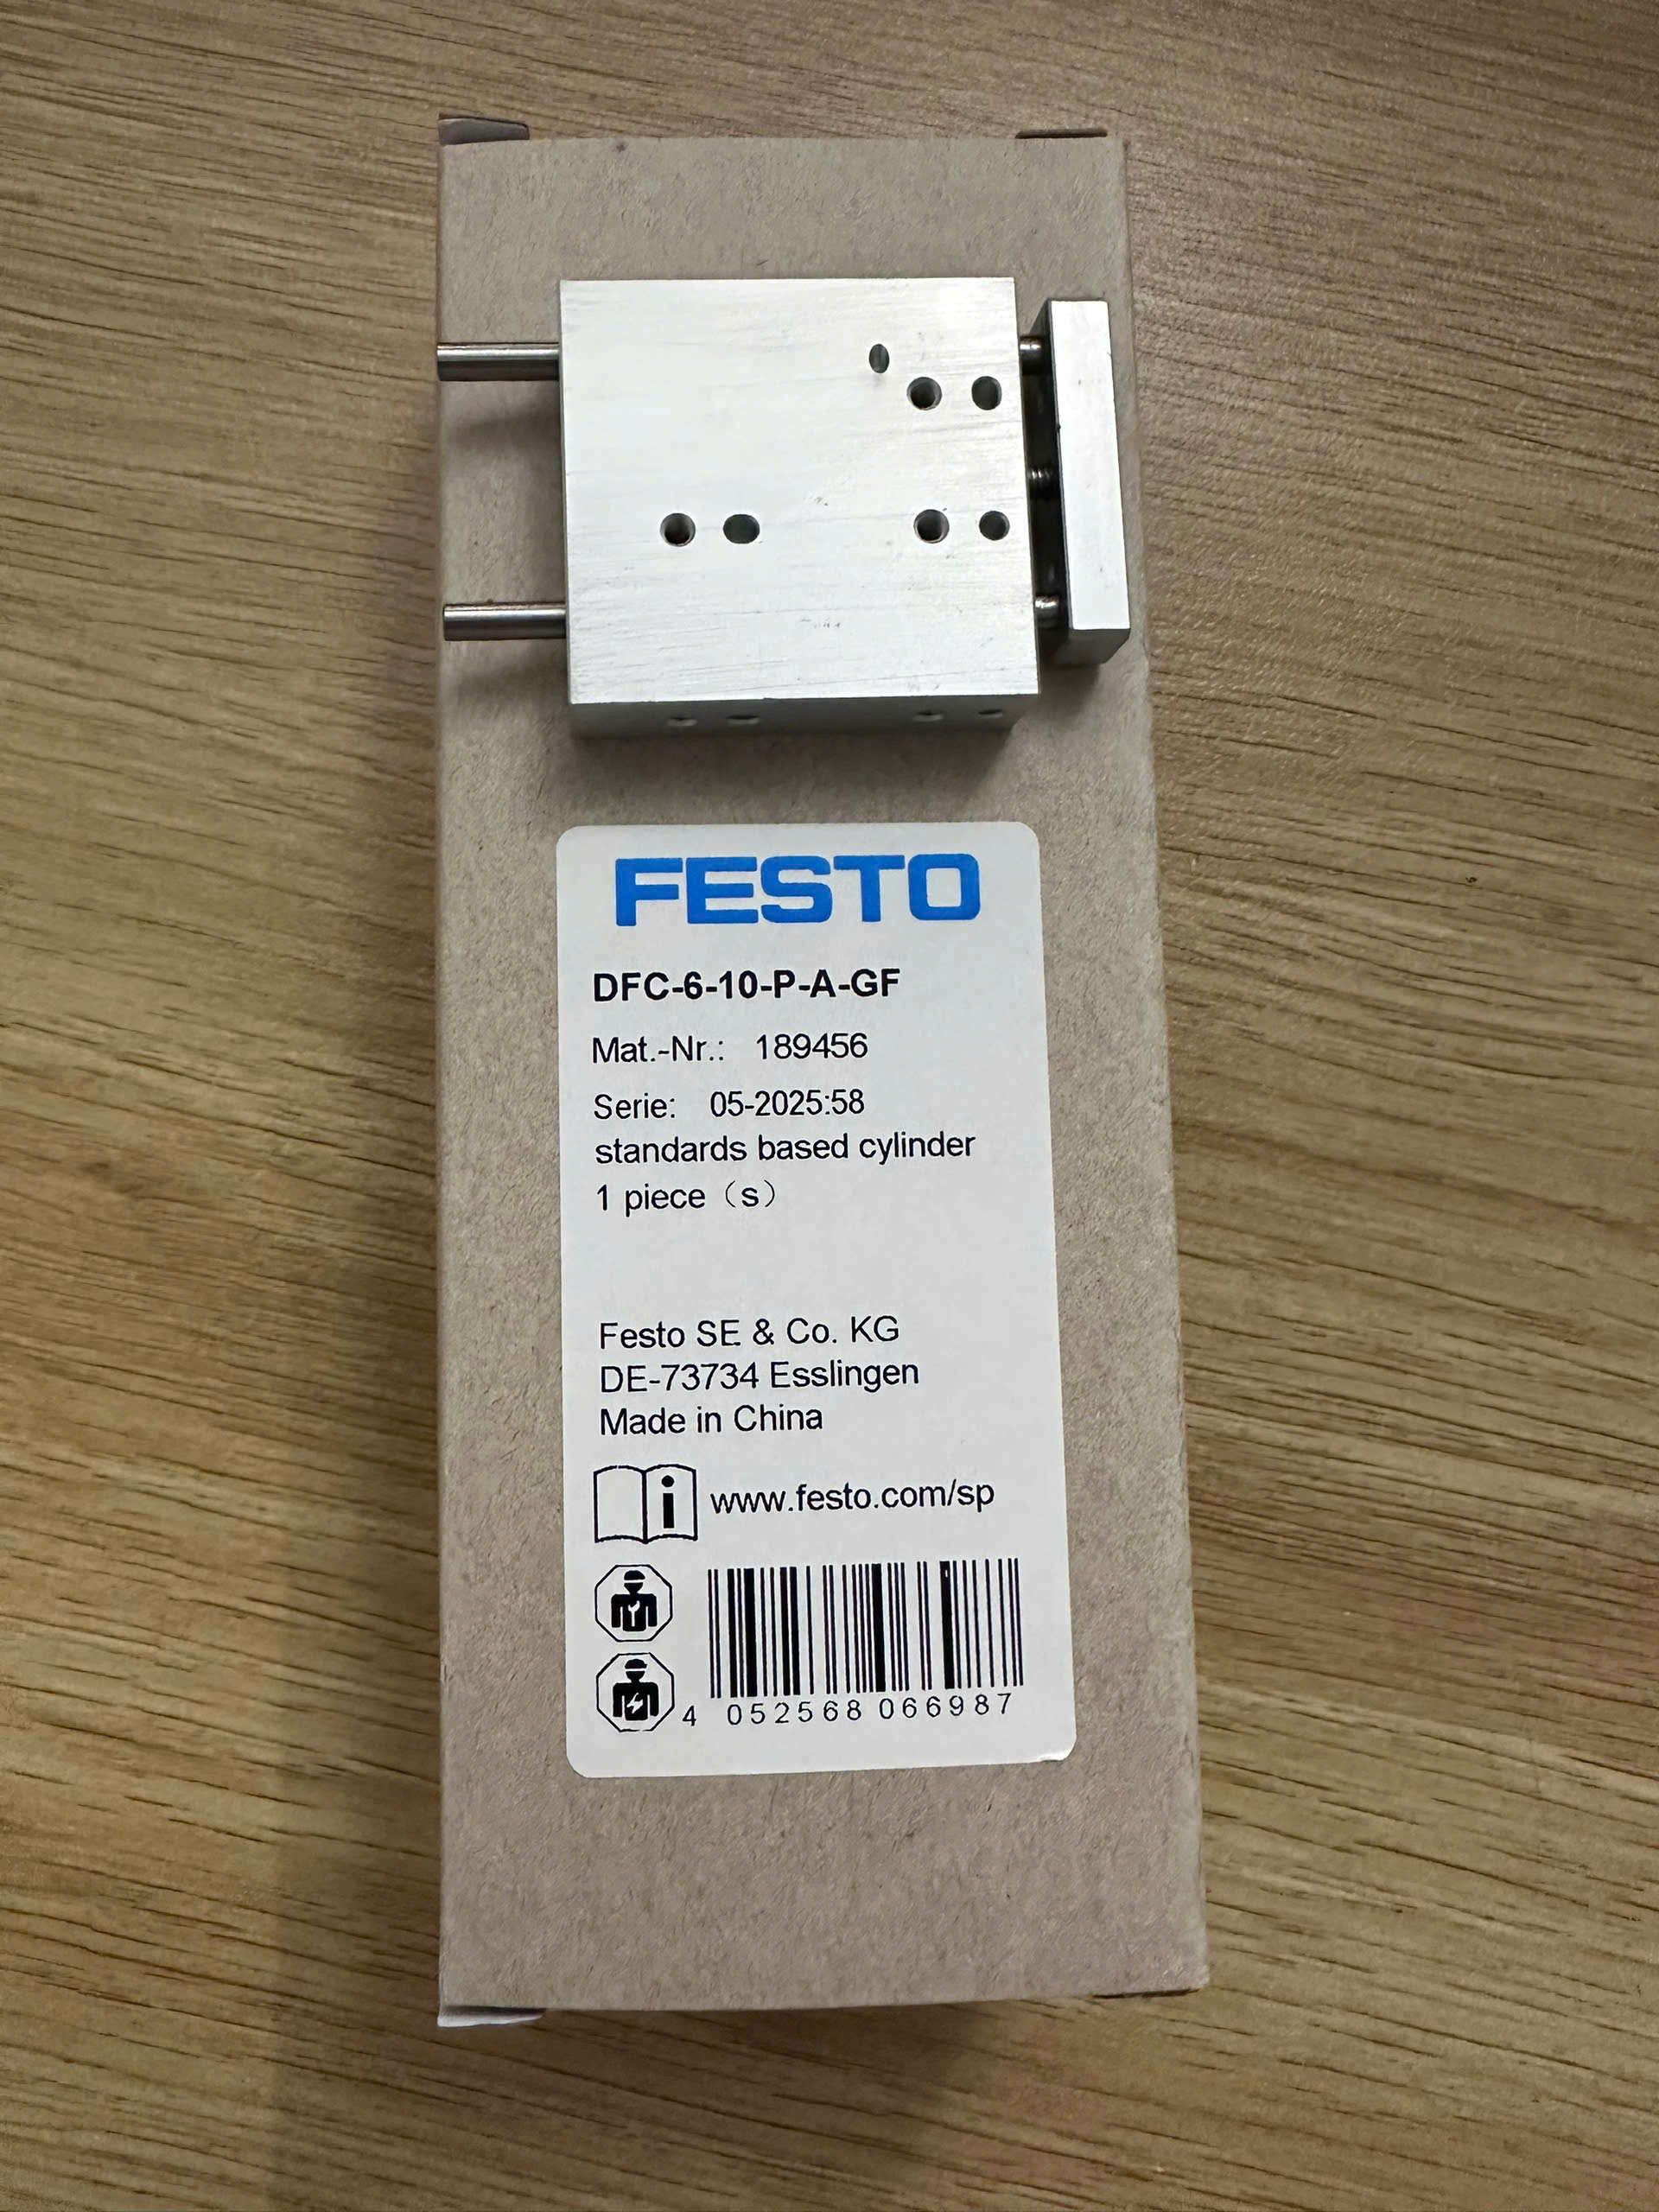 FESTO
DFC-6-10-P-A-GF
Mat.-Nr.: 189456
Serie: 05-2025:58
standards based cylinder
1 piece（s）
Festo SE & Co. KG
DE-73734 Esslingen
Made in China
i www.festo.com/sp
4 052568 066987